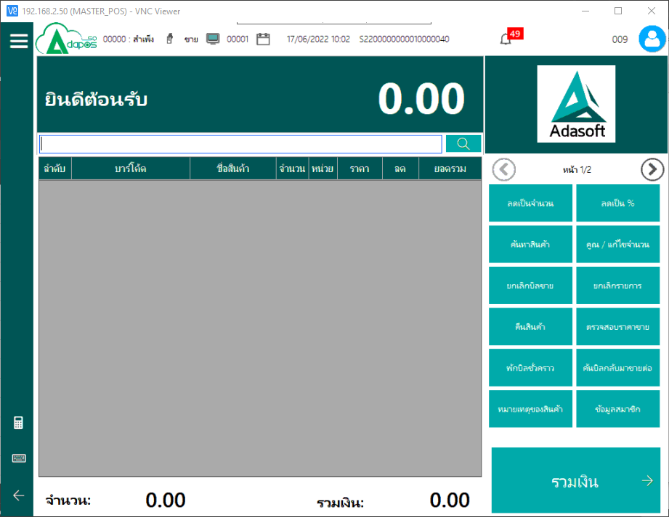 192.168.2.50 (MASTER_POS) - VNC Viewer
Adapos 5.0 00000 : สำเพ็ง ขาย 00001 17/06/2022 10:02 S2200000000010000040 49 009
ยินดีต้อนรับ 0.00
Adasoft
ลำดับ บาร์โค้ด ชื่อสินค้า จำนวน หน่วย ราคา ลด ยอดรวม
หน้า 1/2
ลดเป็นจำนวน ลดเป็น %
ค้นหาสินค้า คูณ / แก้ไขจำนวน
ยกเลิกบิลขาย ยกเลิกรายการ
คืนสินค้า ตรวจสอบราคาขาย
พักบิลชั่วคราว คืนบิลกลับมาขายต่อ
หมายเหตุของสินค้า ข้อมูลสมาชิก
รวมเงิน
จำนวน: 0.00 รวมเงิน: 0.00